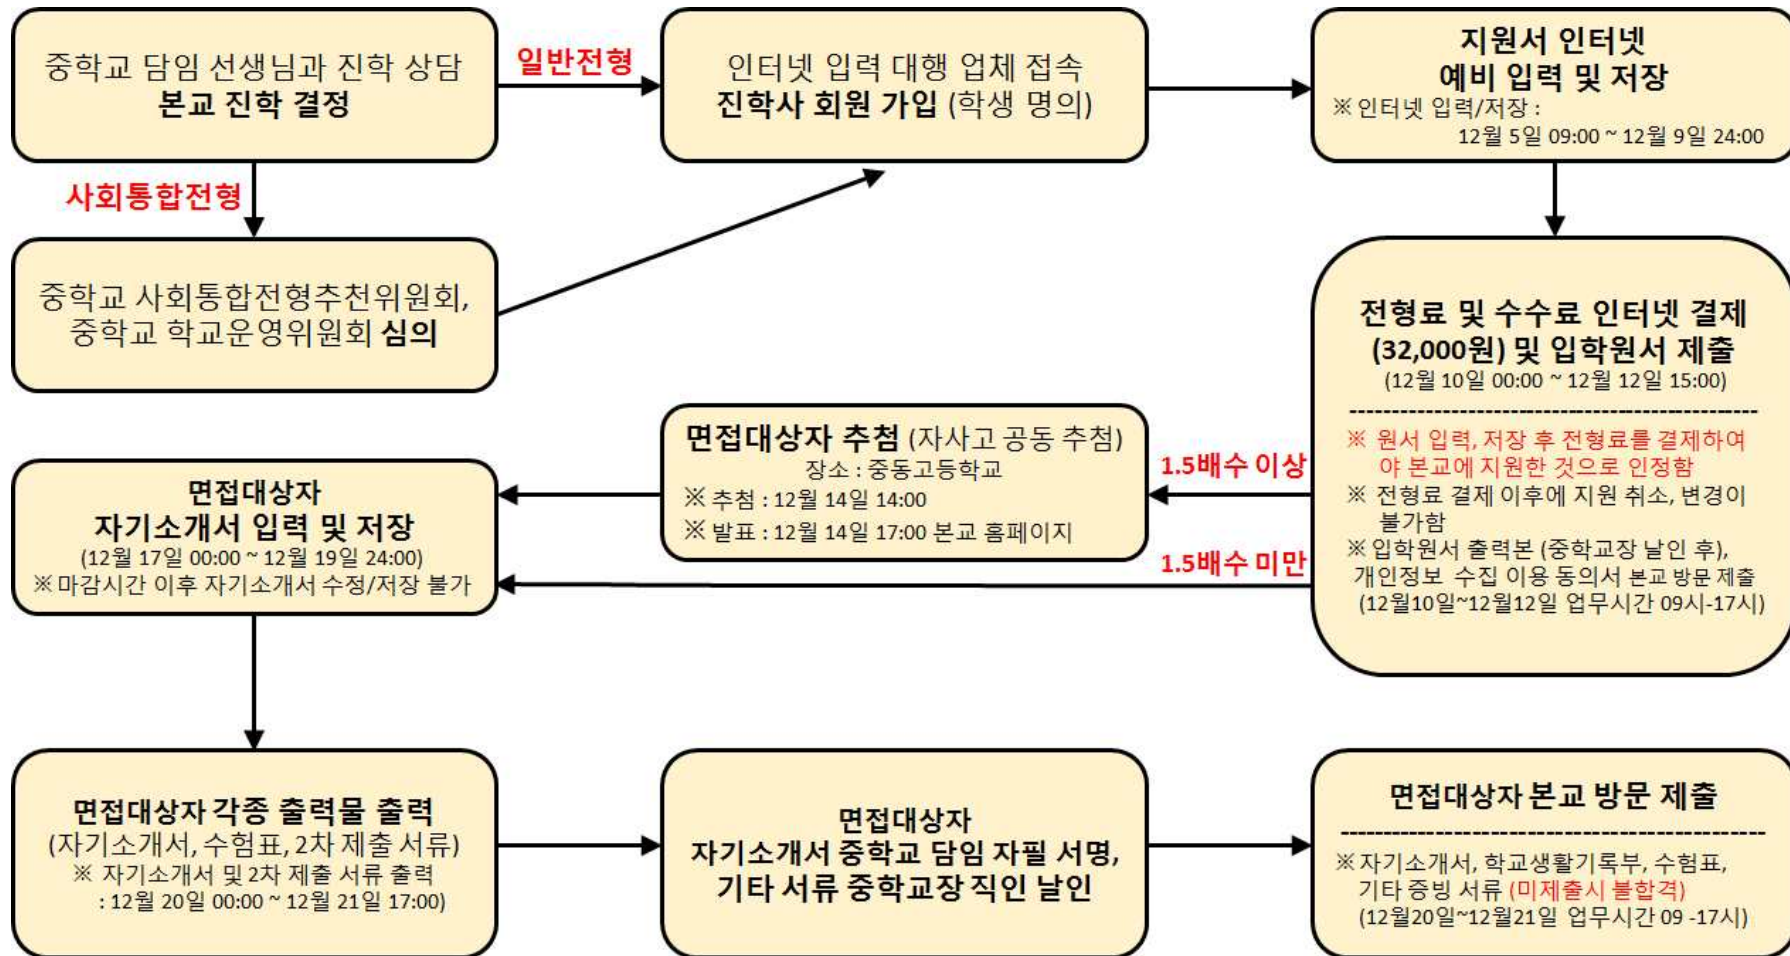 중학교 담임 선생님과 진학 상담
본교 진학 결정
일반전형
인터넷 입력 대행 업체 접속
진학사 회원 가입 (학생 명의)
지원서 인터넷
예비 입력 및 저장
※ 인터넷 입력/저장 :
12월 5일 09:00 ~ 12월 9일 24:00
사회통합전형
중학교 사회통합전형추천위원회,
중학교 학교운영위원회 심의
전형료 및 수수료 인터넷 결제
(32,000원) 및 입학원서 제출
(12월 10일 00:00 ~ 12월 12일 15:00)
※ 원서 입력, 저장 후 전형료를 결제하여
야 본교에 지원한 것으로 인정함
※ 전형료 결제 이후에 지원 취소, 변경이
불가함
※ 입학원서 출력본 (중학교장 날인 후),
개인정보 수집 이용 동의서 본교 방문 제출
(12월10일~12월12일 업무시간 09시-17시)
1.5배수 이상
1.5배수 미만
면접대상자 추첨 (자사고 공동 추첨)
장소 : 중동고등학교
※ 추첨 : 12월 14일 14:00
※ 발표 : 12월 14일 17:00 본교 홈페이지
면접대상자
자기소개서 입력 및 저장
(12월 17일 00:00 ~ 12월 19일 24:00)
※ 마감시간 이후 자기소개서 수정/저장 불가
면접대상자 각종 출력물 출력
(자기소개서, 수험표, 2차 제출 서류)
※ 자기소개서 및 2차 제출 서류 출력
: 12월 20일 00:00 ~ 12월 21일 17:00)
면접대상자
자기소개서 중학교 담임 자필 서명,
기타 서류 중학교장 직인 날인
면접대상자 본교 방문 제출
※ 자기소개서, 학교생활기록부, 수험표,
기타 증빙 서류 (미제출시 불합격)
(12월20일~12월21일 업무시간 09 -17시)